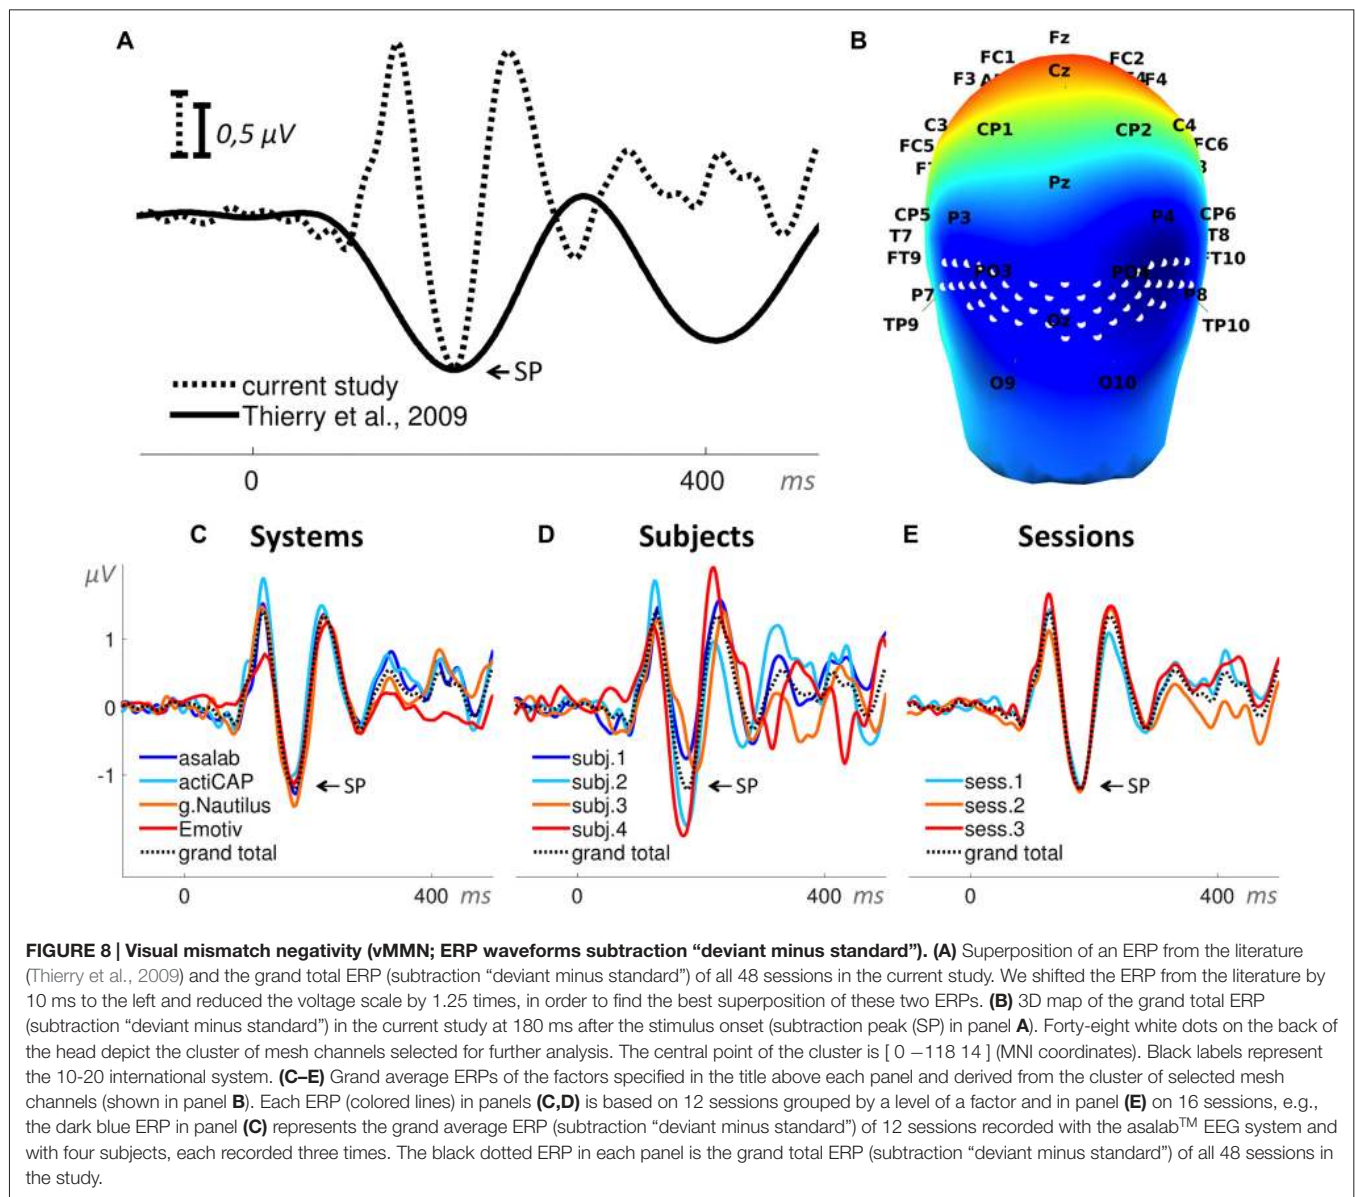 A
0,5 µV
SP
current study
Thierry et al., 2009
0
400
ms
B
Fz
FC1
FC2
Cz
F3
F4
C3
CP1
CP2
C4
FC5
FC6
Pz
CP5
P3
P4
CP6
T7
T8
FT9
FT10
PO3
P7
P8
Oz
TP9
TP10
O9
O10
C
Systems
µV
1
0
-1
SP
asalab
actiCAP
g.Nautilus
Emotiv
grand total
0
400
ms
D
Subjects
SP
subj.1
subj.2
subj.3
subj.4
grand total
0
400
ms
E
Sessions
SP
sess.1
sess.2
sess.3
grand total
0
400
ms
FIGURE 8 | Visual mismatch negativity (vMMN; ERP waveforms subtraction “deviant minus standard”). (A) Superposition of an ERP from the literature
(Thierry et al., 2009) and the grand total ERP (subtraction “deviant minus standard”) of all 48 sessions in the current study. We shifted the ERP from the literature by
10 ms to the left and reduced the voltage scale by 1.25 times, in order to find the best superposition of these two ERPs. (B) 3D map of the grand total ERP
(subtraction “deviant minus standard”) in the current study at 180 ms after the stimulus onset (subtraction peak (SP) in panel A). Forty-eight white dots on the back of
the head depict the cluster of mesh channels selected for further analysis. The central point of the cluster is [ 0 −118 14 ] (MNI coordinates). Black labels represent
the 10-20 international system. (C–E) Grand average ERPs of the factors specified in the title above each panel and derived from the cluster of selected mesh
channels (shown in panel B). Each ERP (colored lines) in panels (C,D) is based on 12 sessions grouped by a level of a factor and in panel (E) on 16 sessions, e.g.,
the dark blue ERP in panel (C) represents the grand average ERP (subtraction “deviant minus standard”) of 12 sessions recorded with the asalab™ EEG system and
with four subjects, each recorded three times. The black dotted ERP in each panel is the grand total ERP (subtraction “deviant minus standard”) of all 48 sessions in
the study.